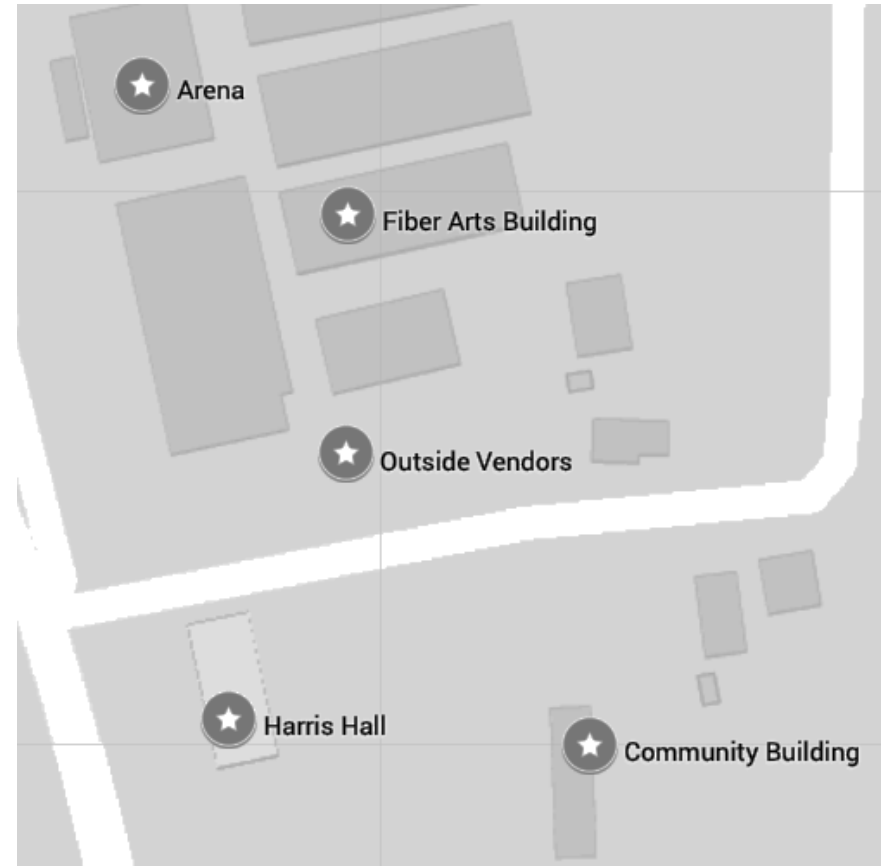 Arena
Fiber Arts Building
Outside Vendors
Harris Hall
Community Building